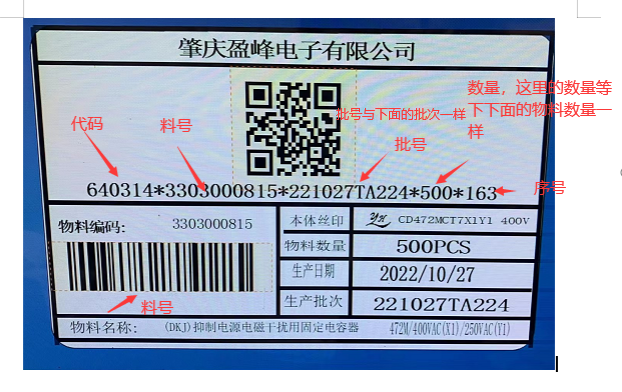 肇庆盈峰电子有限公司
数量，这里的数量等
下下面的物料数量一
样
批号与下面的批次一样
代码
料号
批号
640314*3303000815*221027TA224*500*163
序号
物料编码: 3303000815
本体丝印 CD472MCT7X1Y1 400V
物料数量 500PCS
生产日期 2022/10/27
料号
生产批次 221027TA224
物料名称: (DKJ)抑制电源电磁干扰用固定电容器 472M/400VAC(X1)/250VAC(Y1)